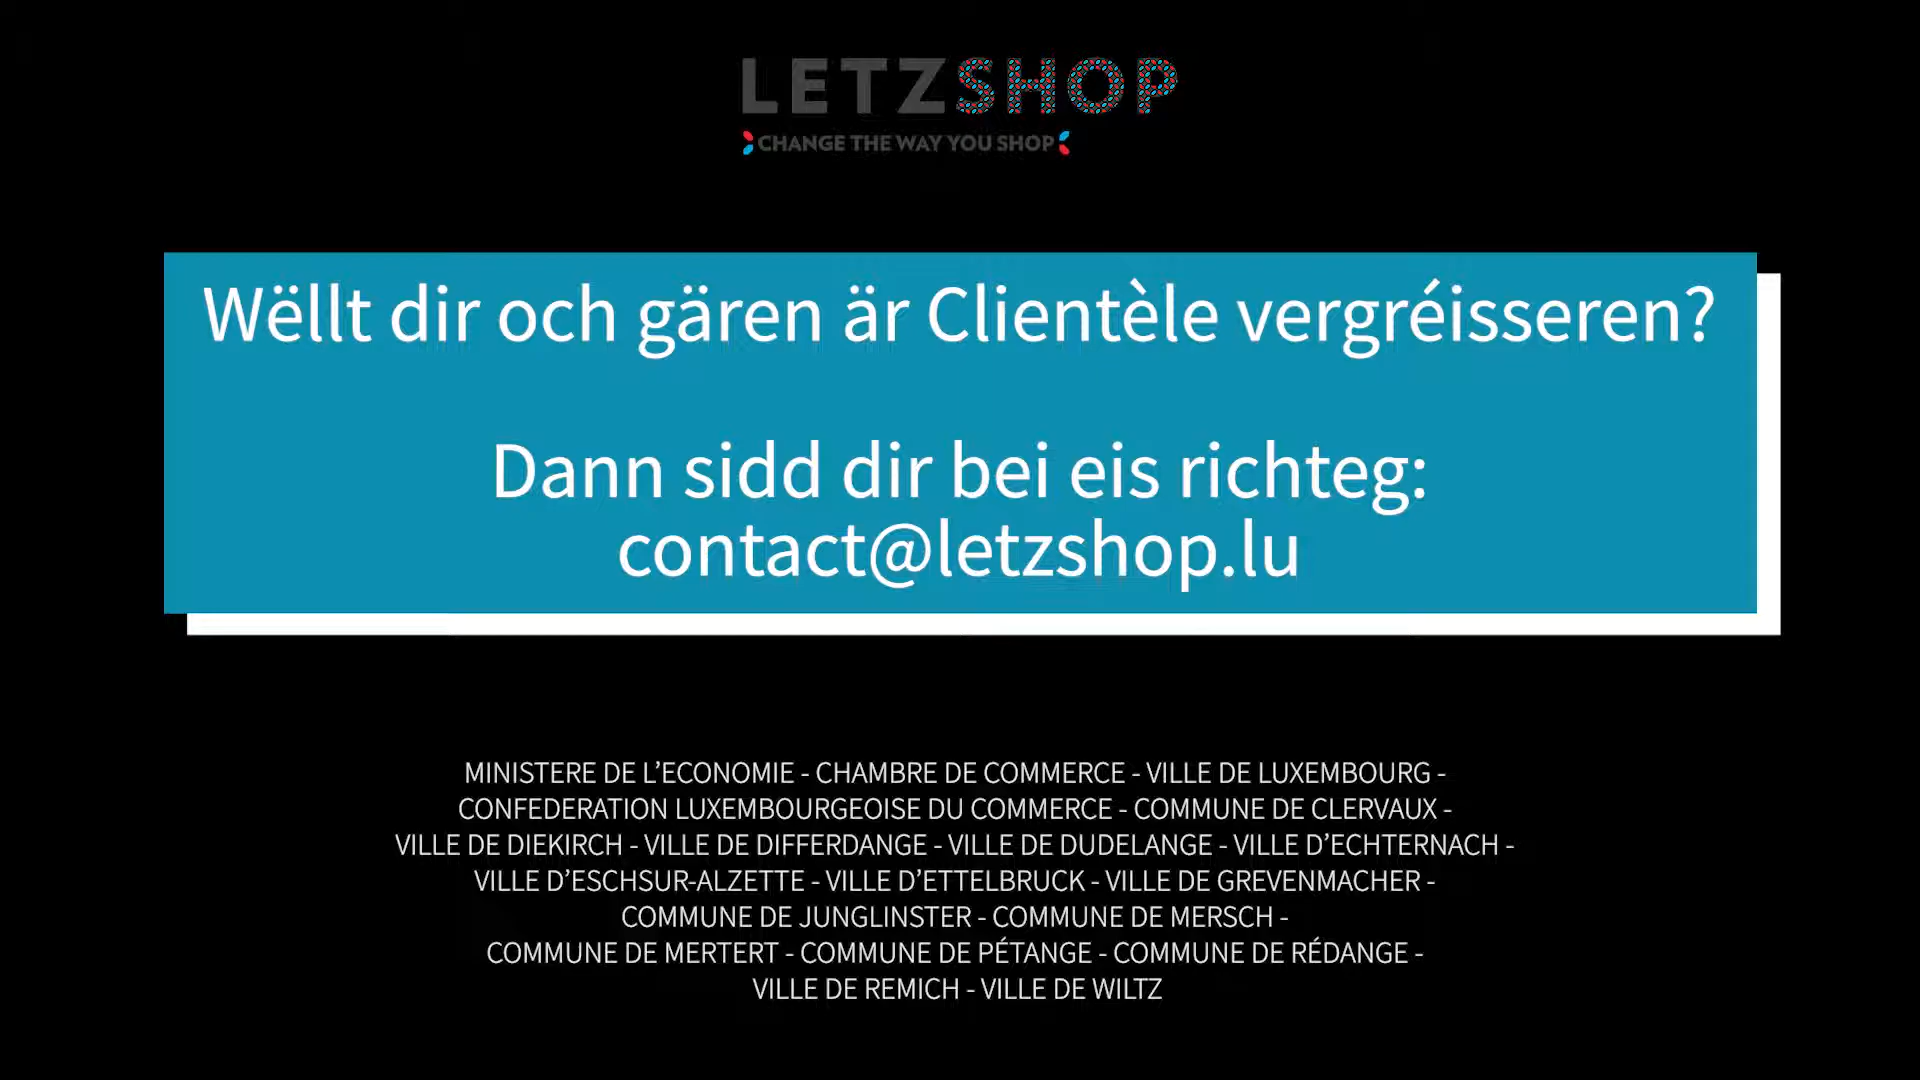 LETZSHOP
CHANGE THE WAY YOU SHOP
Wëllt dir och gären är Clientèle vergréisseren?
Dann sidd dir bei eis richteg:
contact@letzshop.lu
MINISTERE DE L’ECONOMIE - CHAMBRE DE COMMERCE - VILLE DE LUXEMBOURG -
CONFEDERATION LUXEMBOURGEOISE DU COMMERCE - COMMUNE DE CLERVAUX -
VILLE DE DIEKIRCH - VILLE DE DIFFERDANGE - VILLE DE DUDELANGE - VILLE D’ECHTERNACH -
VILLE D’ESCHSUR-ALZETTE - VILLE D’ETTELBRUCK - VILLE DE GREVENMACHER -
COMMUNE DE JUNGLINSTER - COMMUNE DE MERSCH -
COMMUNE DE MERTERT - COMMUNE DE PÉTANGE - COMMUNE DE RÉDANGE -
VILLE DE REMICH - VILLE DE WILTZ